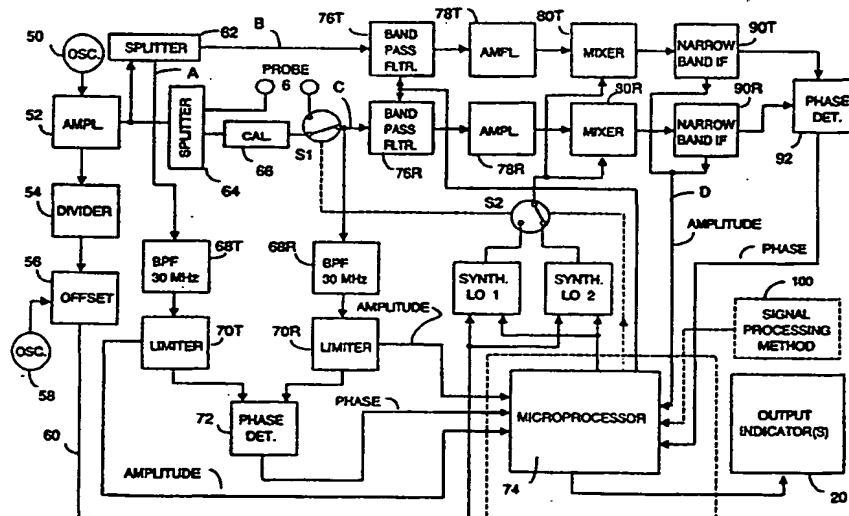 50
OSC.
62
SPLITTER
B
76T
BAND
PASS
FLTR.
78T
AMFL.
80T
MIXER
90T
NARROW
BAND IF
A
PROBE
6
C
52
AMPL.
SPLITTER
64
CAL.
66
S1
BAND
PASS
FLTR.
76R
AMPL.
78R
80R
MIXER
90R
NARROW
BAND IF
PHASE
DET.
92
54
DIVIDER
S2
D
AMPLITUDE
PHASE
56
OFFSET
68T
BPF
30 MHz
68R
BPF
30 MHz
SYNTH.
LO 1
SYNTH.
LO 2
100
SIGNAL
PROCESSING
METHOD
OSC.
58
LIMITER
70T
70R
LIMITER
AMPLITUDE
60
72
PHASE
DET.
PHASE
MICROPROCESSOR
74
OUTPUT
INDICATOR(S)
20
AMPLITUDE